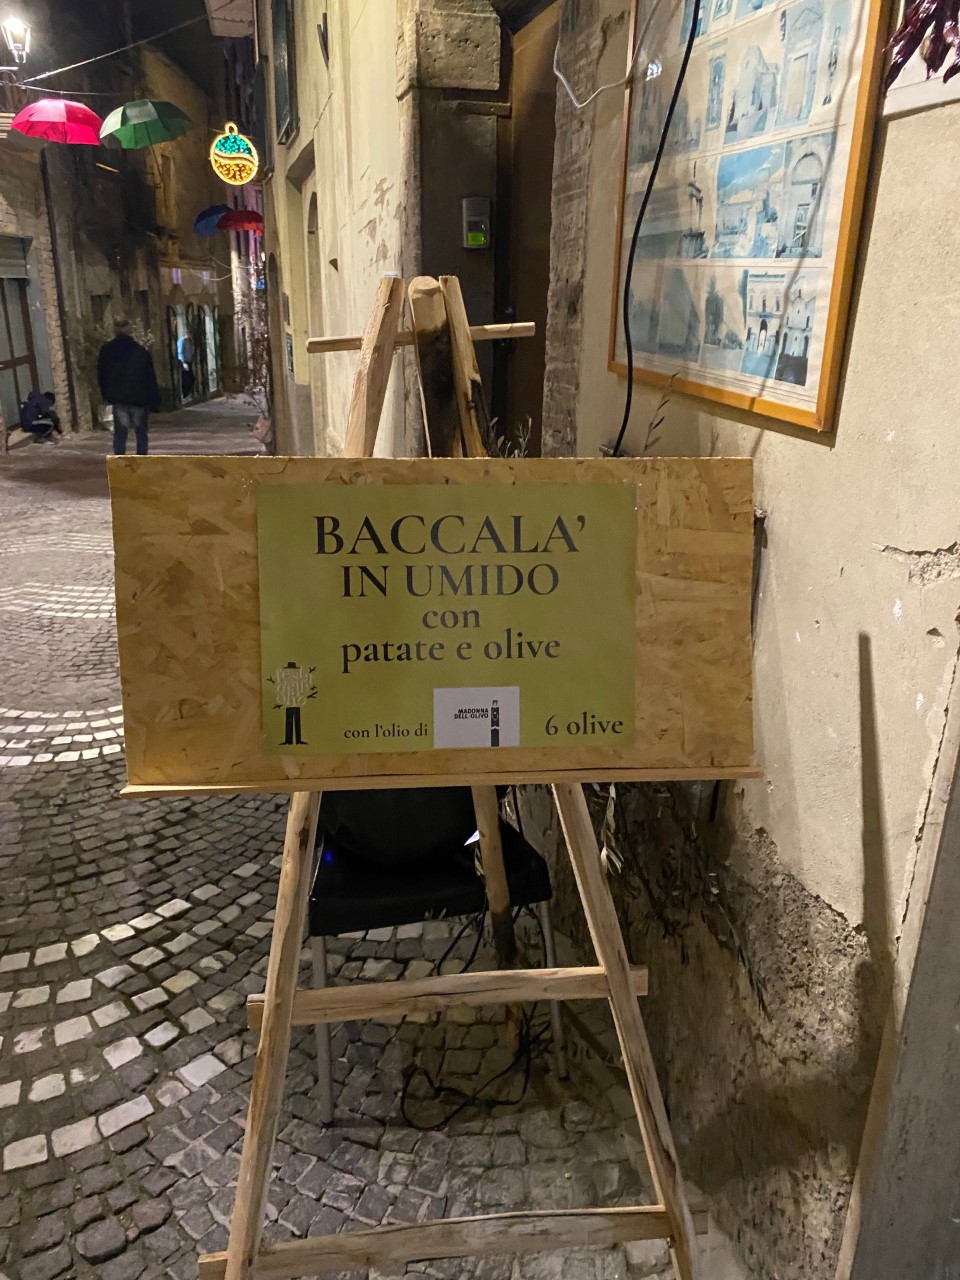 BACCALA'
IN UMIDO
con
patate e olive
con l'olio di
MADONNA
DELL'OLIVO
6 olive